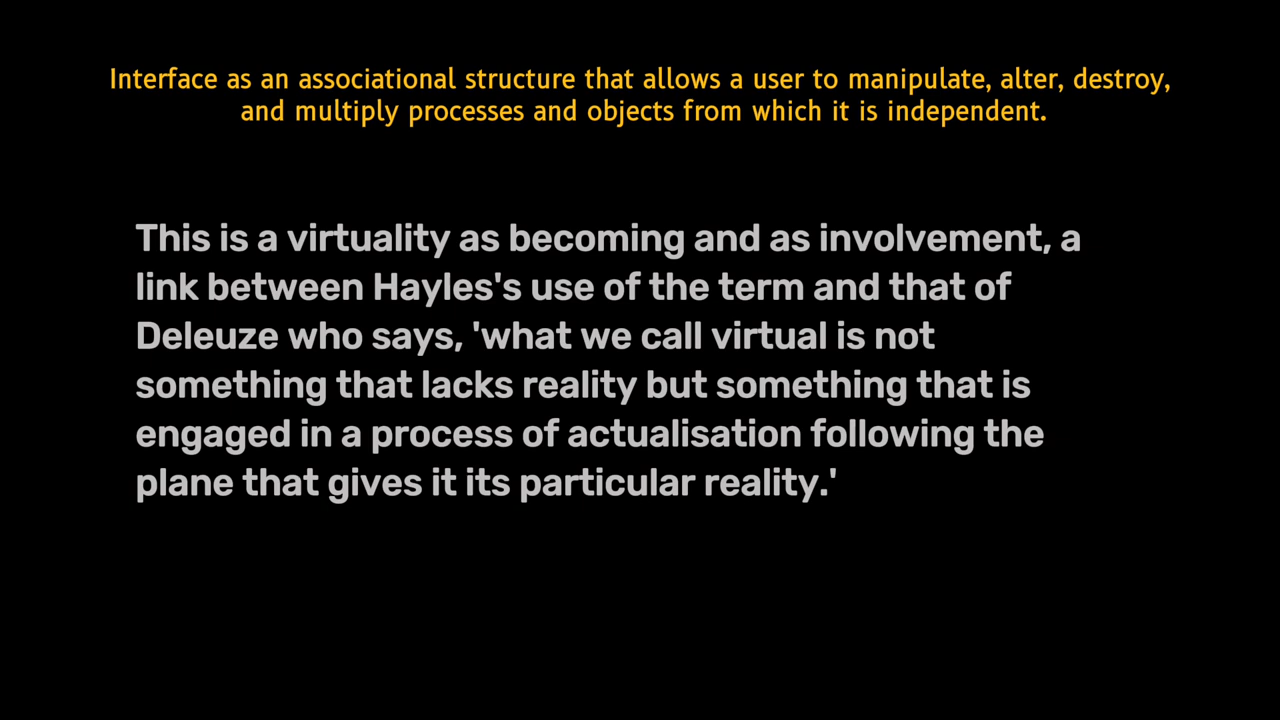 Interface as an associational structure that allows a user to manipulate, alter, destroy,
and multiply processes and objects from which it is independent.
This is a virtuality as becoming and as involvement, a
link between Hayles's use of the term and that of
Deleuze who says, 'what we call virtual is not
something that lacks reality but something that is
engaged in a process of actualisation following the
plane that gives it its particular reality.'